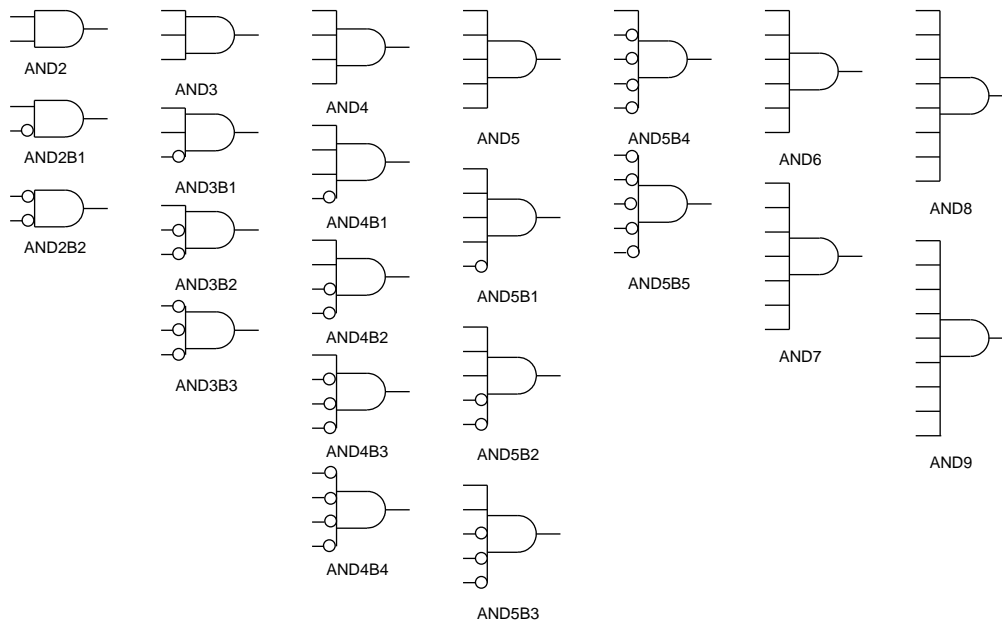 AND2
AND2B1
AND2B2
AND3
AND3B1
AND3B2
AND3B3
AND4
AND4B1
AND4B2
AND4B3
AND4B4
AND5
AND5B1
AND5B2
AND5B3
AND5B4
AND5B5
AND6
AND7
AND8
AND9